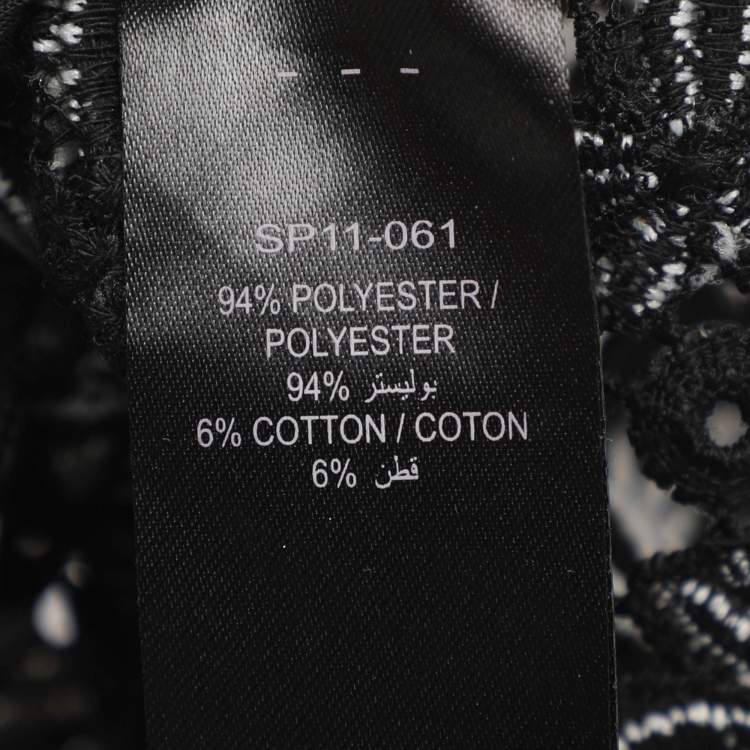 SP11-061
94% POLYESTER /
POLYESTER
94% بوليستر
6% COTTON / COTON
6% قطن